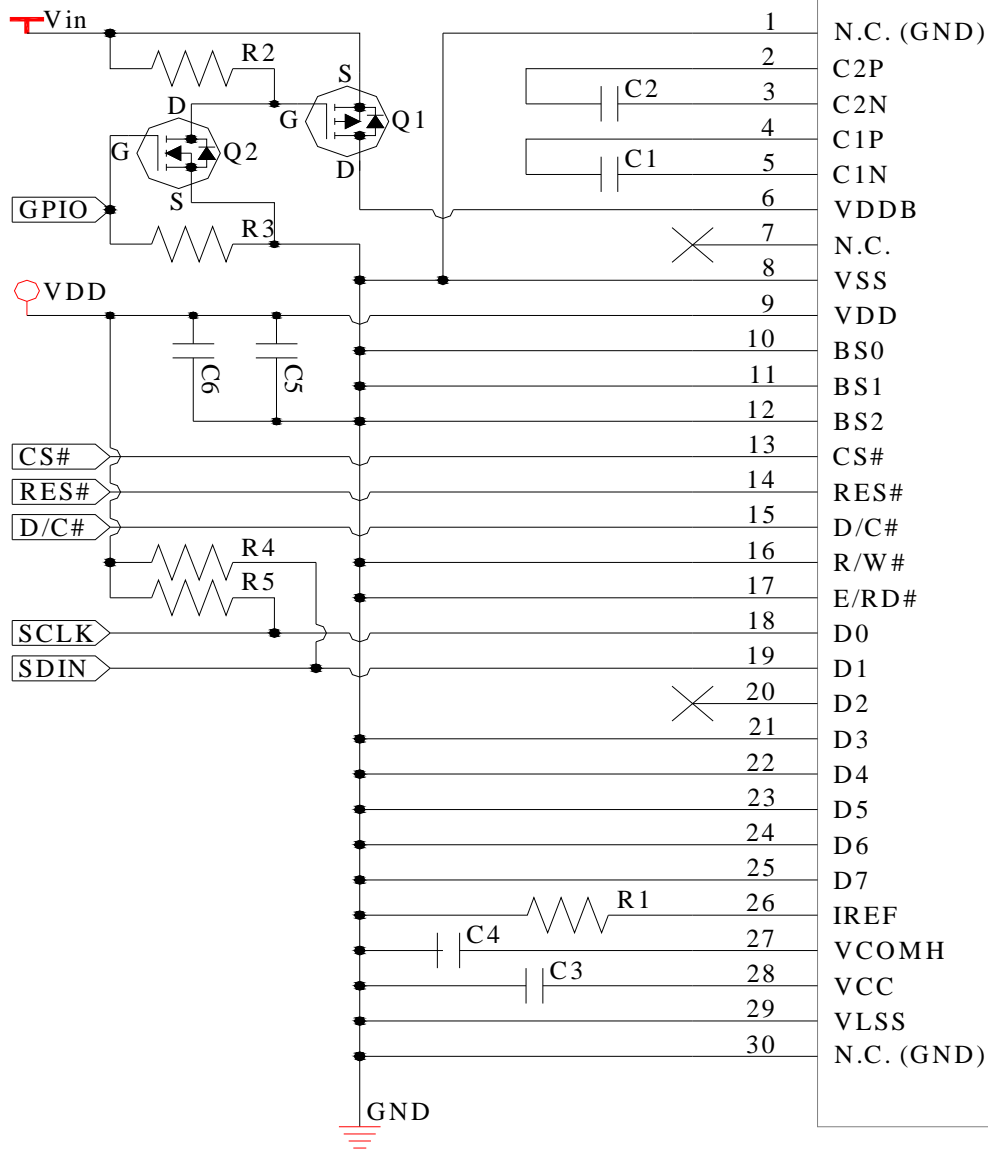 Vin
R2
S
D
G
Q1
G
Q2
D
S
GPIO
R3
VDD
C6
C5
CS#
RES#
D/C#
R4
R5
SCLK
SDIN
C2
C1
R1
C4
C3
GND
1 N.C. (GND)
2 C2P
3 C2N
4 C1P
5 C1N
6 VDDB
7 N.C.
8 VSS
9 VDD
10 BS0
11 BS1
12 BS2
13 CS#
14 RES#
15 D/C#
16 R/W#
17 E/RD#
18 D0
19 D1
20 D2
21 D3
22 D4
23 D5
24 D6
25 D7
26 IREF
27 VCOMH
28 VCC
29 VLSS
30 N.C. (GND)